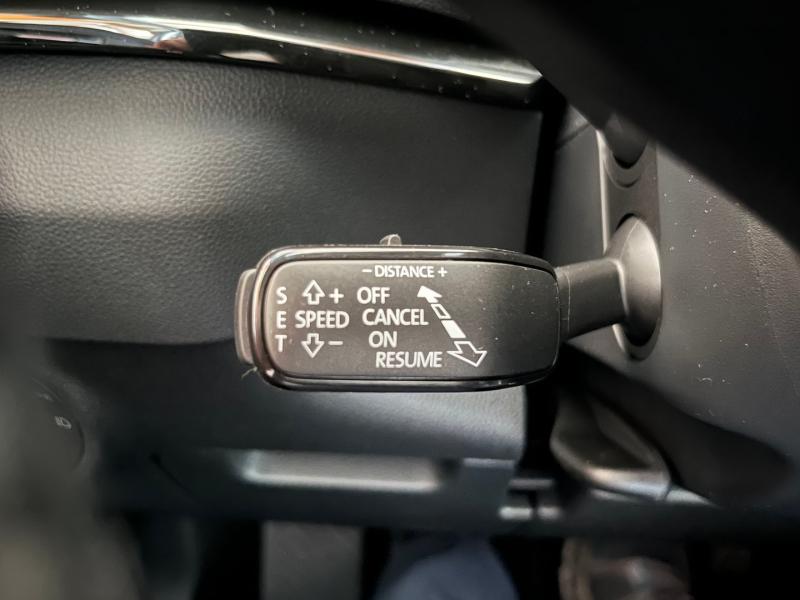 - DISTANCE +
S
E
T
+
SPEED
-
OFF
CANCEL
ON
RESUME